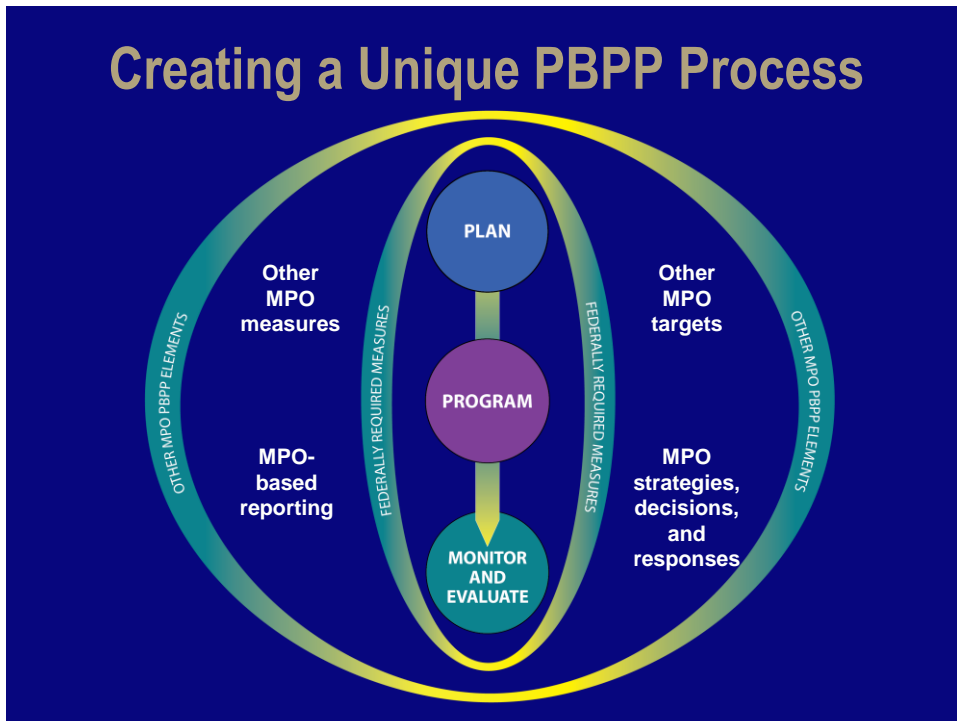 Creating a Unique PBPP Process
PLAN
Other
MPO
measures
Other
MPO
targets
OTHER MPO PBPP ELEMENTS
FEDERALLY REQUIRED MEASURES
FEDERALLY REQUIRED MEASURES
OTHER MPO PBPP ELEMENTS
PROGRAM
MPO-
based
reporting
MPO
strategies,
decisions,
and
responses
MONITOR
AND
EVALUATE